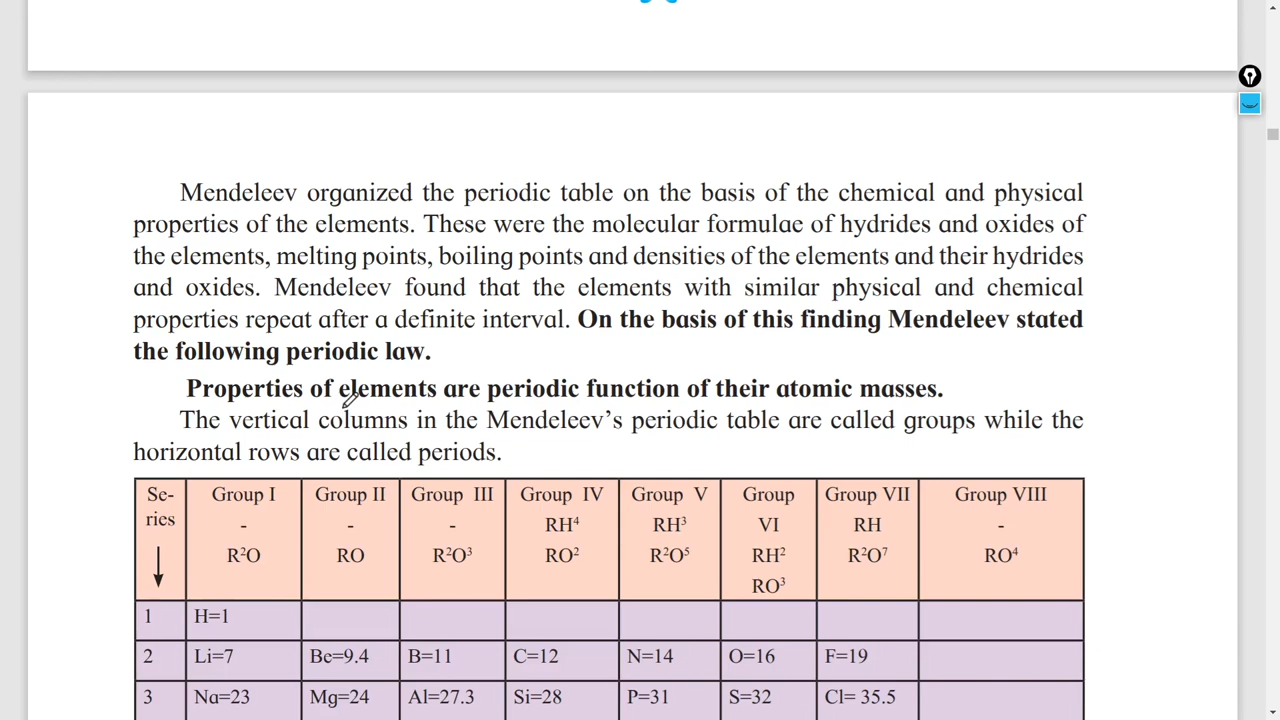 Mendeleev organized the periodic table on the basis of the chemical and physical
properties of the elements. These were the molecular formulae of hydrides and oxides of
the elements, melting points, boiling points and densities of the elements and their hydrides
and oxides. Mendeleev found that the elements with similar physical and chemical
properties repeat after a definite interval. On the basis of this finding Mendeleev stated
the following periodic law.
Properties of elements are periodic function of their atomic masses.
The vertical columns in the Mendeleev’s periodic table are called groups while the
horizontal rows are called periods.
Se- Group I Group II Group III Group IV Group V Group Group VII Group VIII
ries - - - RH⁴ RH³ VI RH -
R²O RO R²O³ RO² R²O⁵ RH² R²O⁷ RO⁴
RO³
1 H=1
2 Li=7 Be=9.4 B=11 C=12 N=14 O=16 F=19
3 Na=23 Mg=24 Al=27.3 Si=28 P=31 S=32 Cl= 35.5